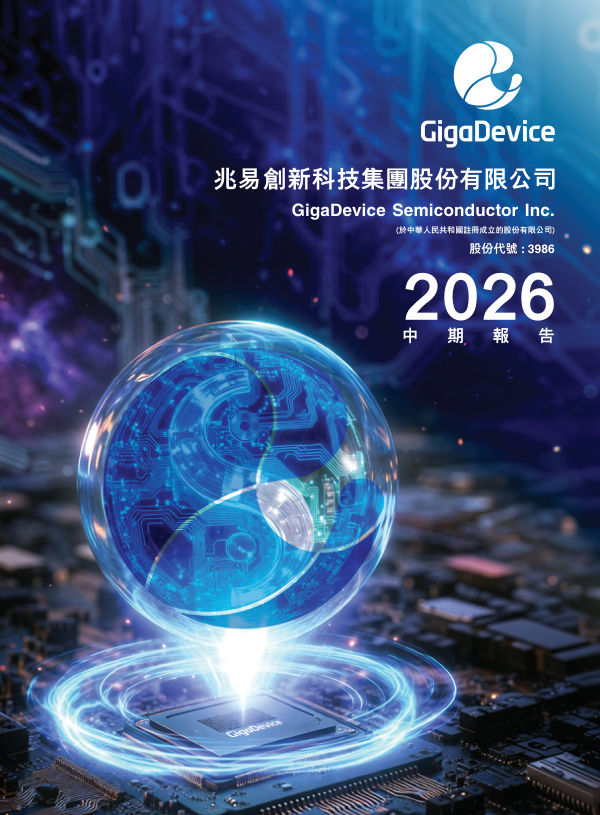 GigaDevice
兆易創新科技集團股份有限公司
GigaDevice Semiconductor Inc.
(於中華人民共和國註冊成立的股份有限公司)
股份代號 : 3986
2026
中期報告
GigaDevice